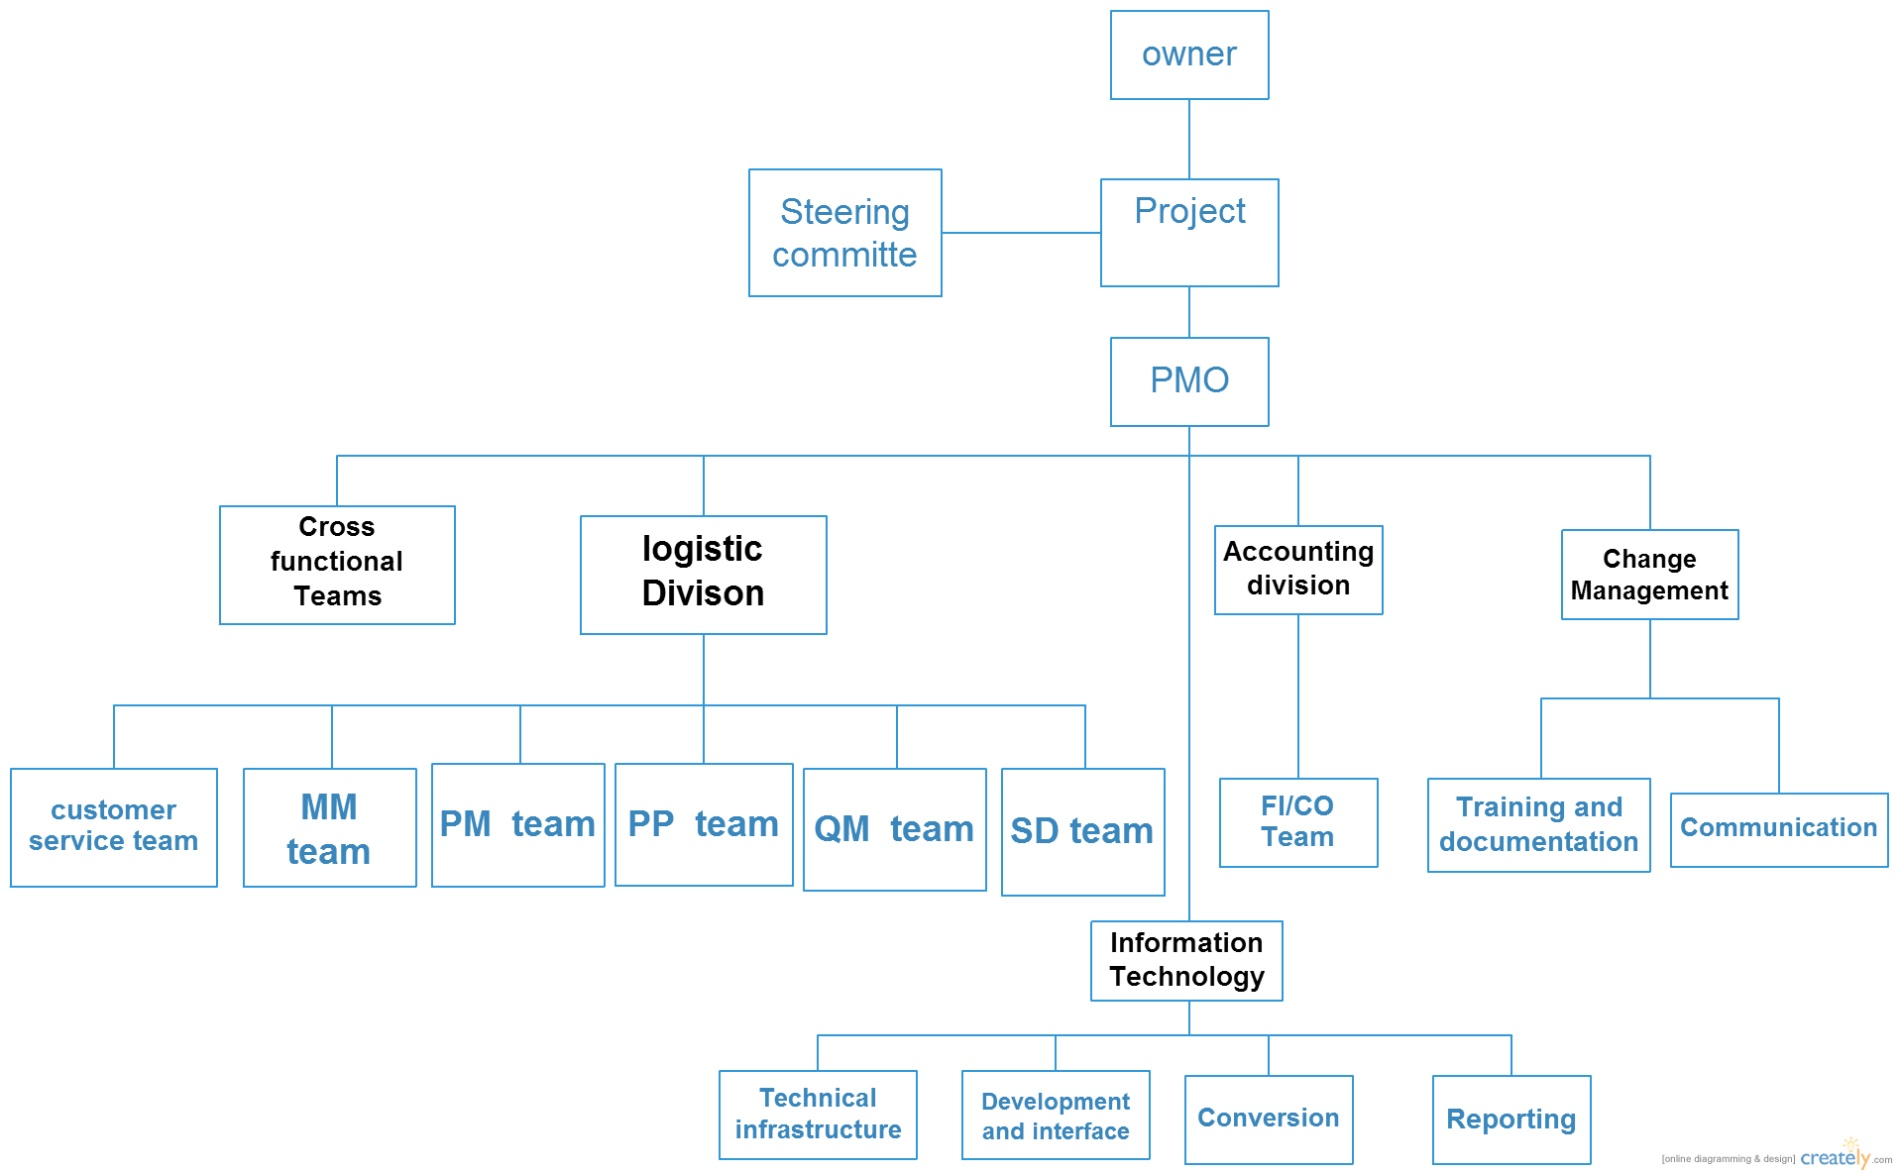 owner
Steering
committe
Project
PMO
Cross
functional
Teams
logistic
Divison
Accounting
division
Change
Management
customer
service team
MM
team
PM team
PP team
QM team
SD team
FI/CO
Team
Training and
documentation
Communication
Information
Technology
Technical
infrastructure
Development
and interface
Conversion
Reporting
[online diagramming & design] creately.com